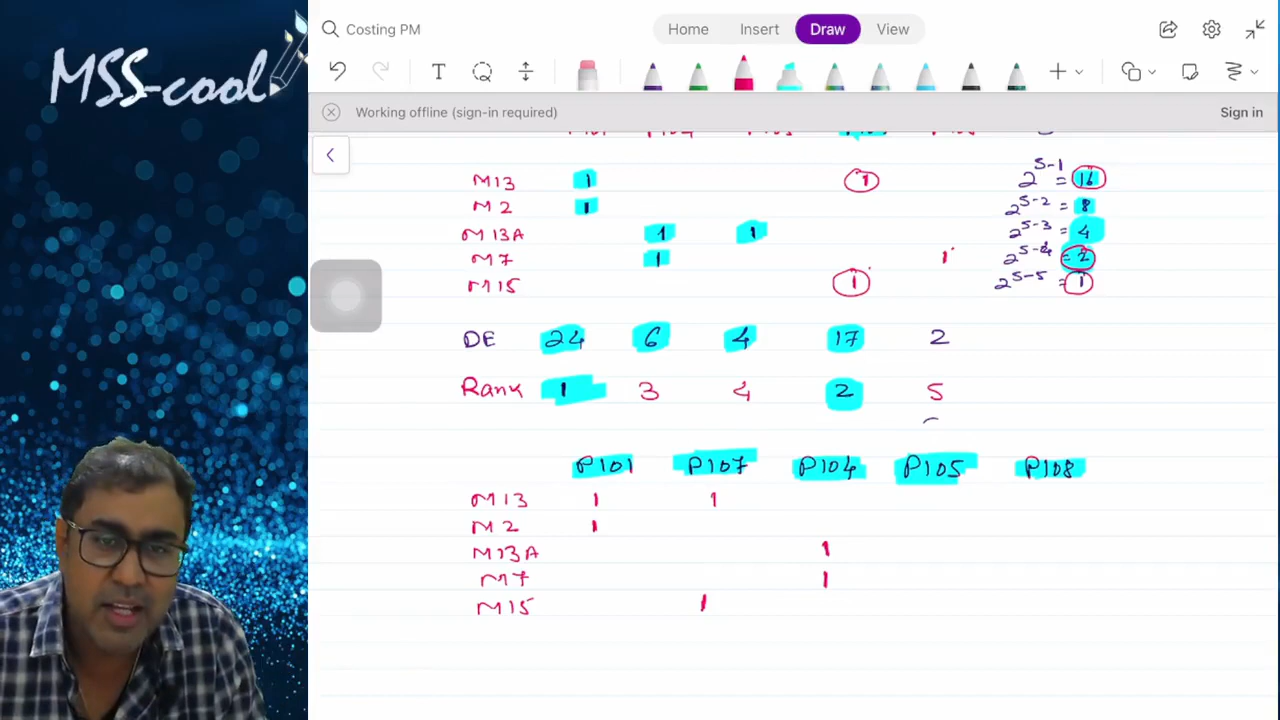 MSS-cool
Costing PM
Home Insert Draw View
T
Working offline (sign-in required) Sign in
M13 1 1 2^5-1 = 16
M2 1 2^5-2 = 8
M13A 1 1 2^5-3 = 4
M7 1 1 2^5-4 = 2
M15 1 2^5-5 = 1
DE 24 6 4 17 2
Rank 1 3 4 2 5
P101 P107 P104 P105 P108
M13 1 1
M2 1
M13A 1
M7 1
M15 1